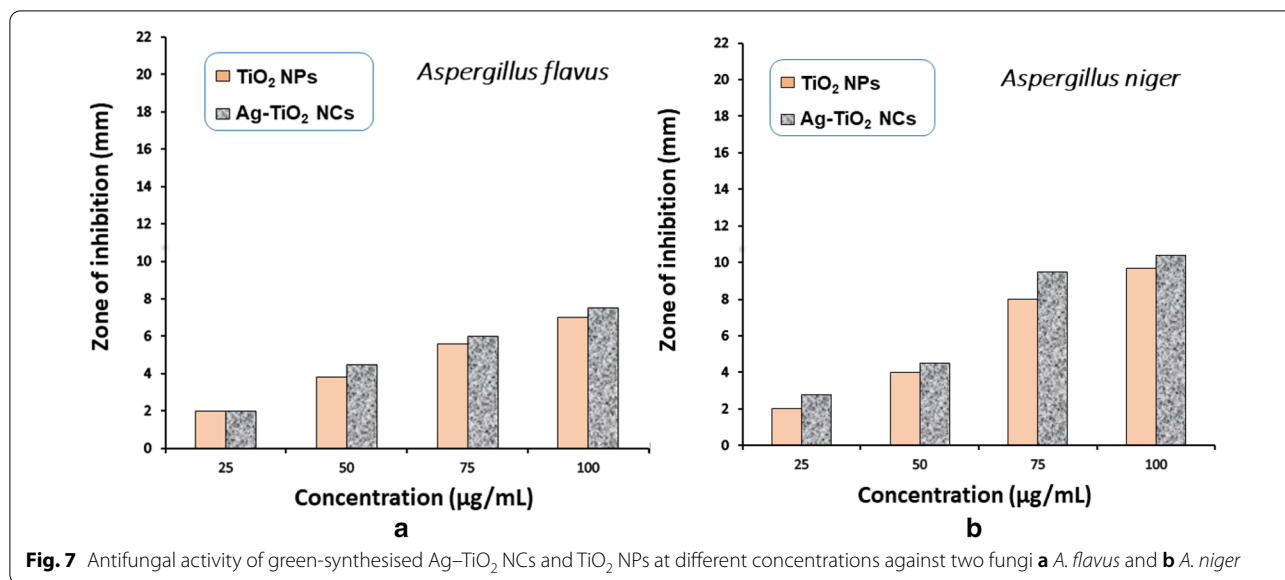 22
20
18
16
14
12
10
8
6
4
2
0
Zone of inhibition (mm)
TiO₂ NPs
Ag-TiO₂ NCs
Aspergillus flavus
25 50 75 100
Concentration (µg/mL)
a
22
20
18
16
14
12
10
8
6
4
2
0
Zone of inhibition (mm)
TiO₂ NPs
Ag-TiO₂ NCs
Aspergillus niger
25 50 75 100
Concentration (µg/mL)
b
Fig. 7 Antifungal activity of green-synthesised Ag–TiO₂ NCs and TiO₂ NPs at different concentrations against two fungi a A. flavus and b A. niger